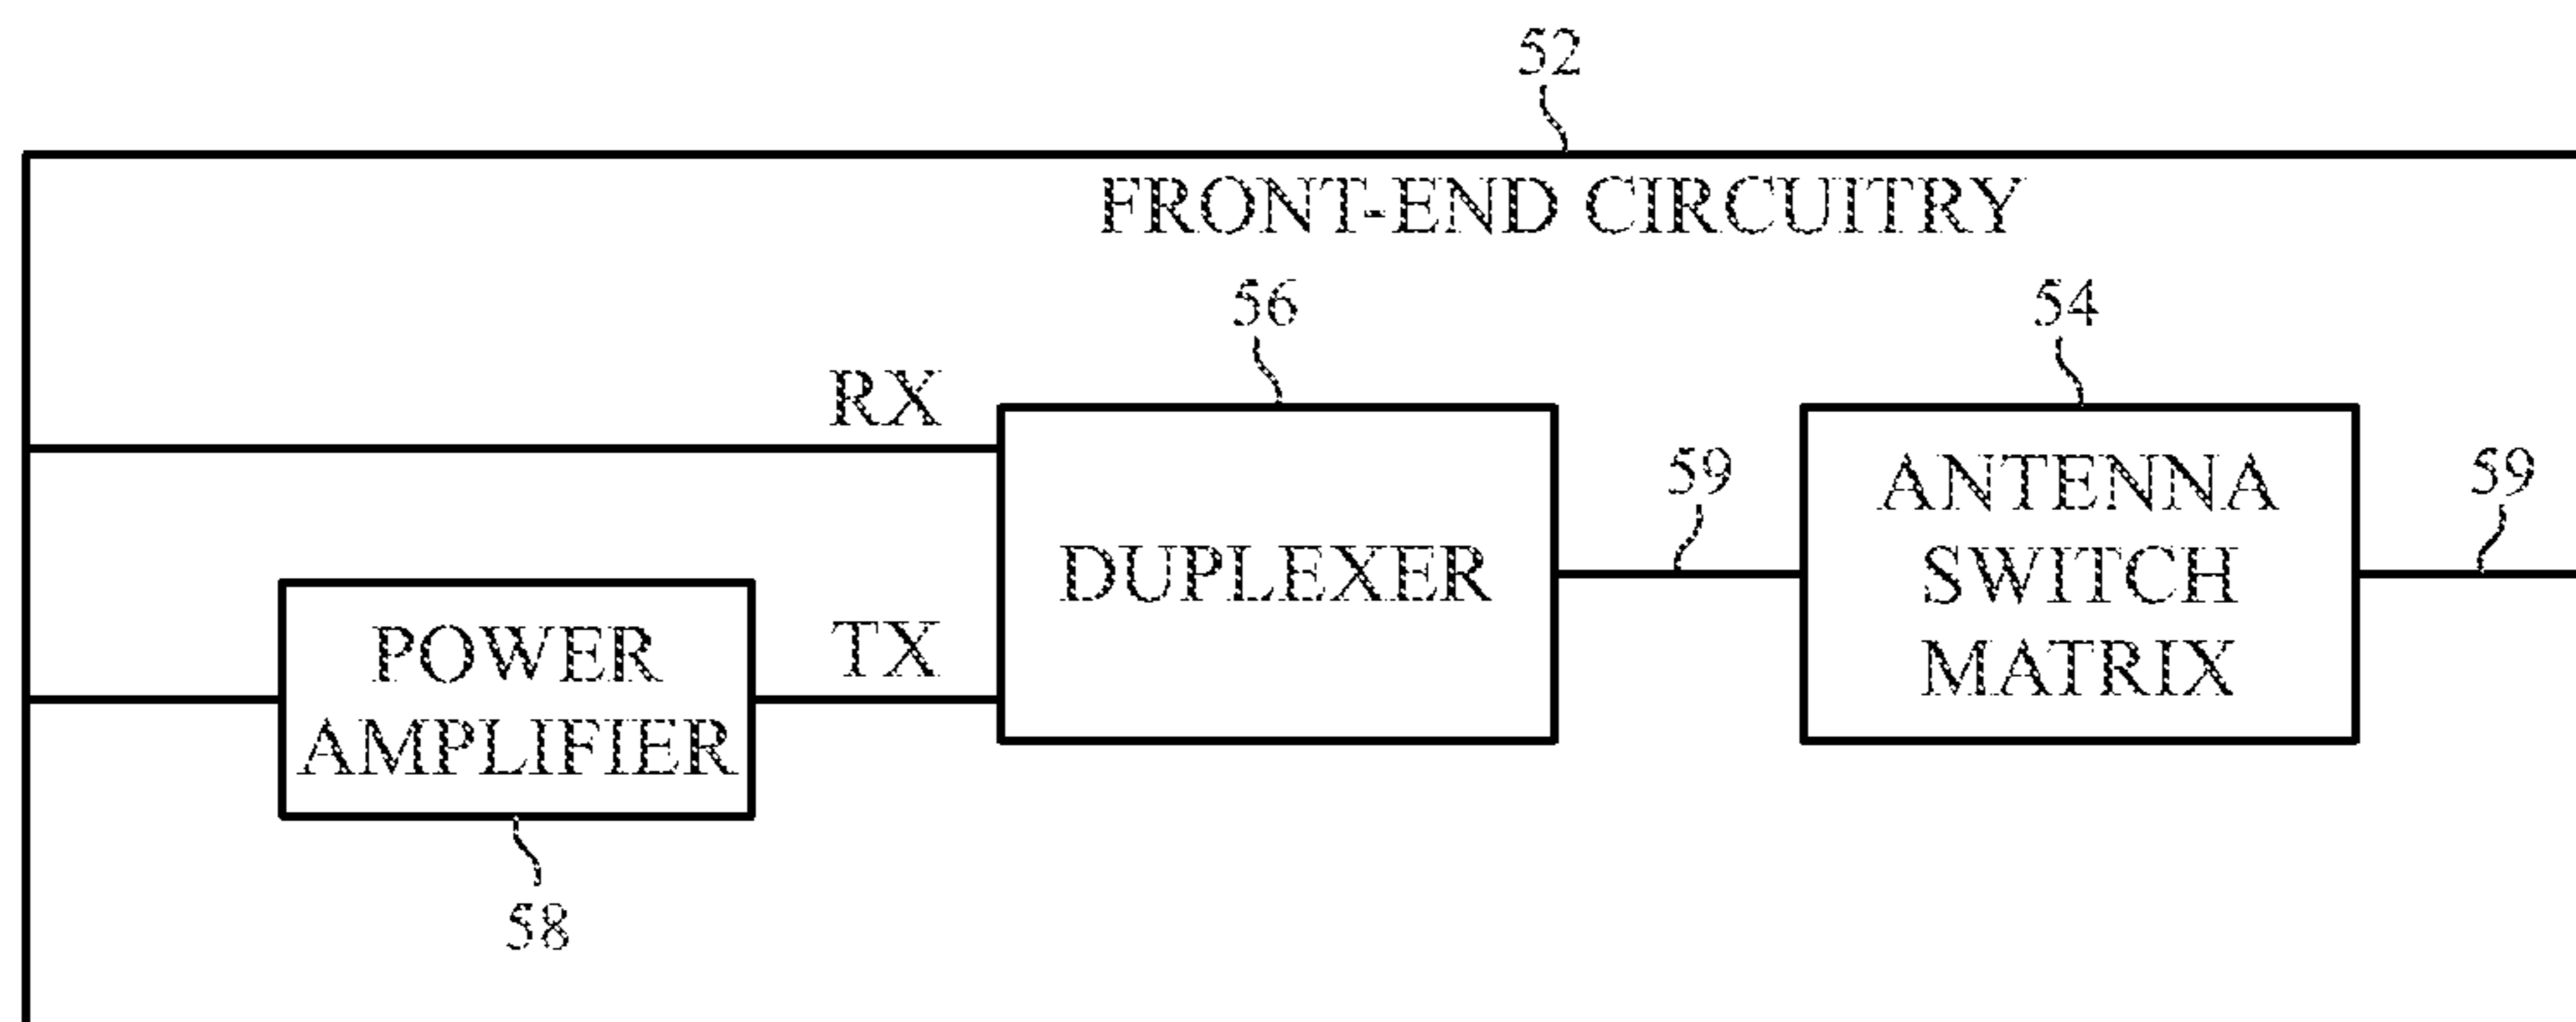 52
FRONT-END CIRCUITRY
56
54
RX
59
59
ANTENNA
SWITCH
MATRIX
DUPLEXER
TX
POWER
AMPLIFIER
58